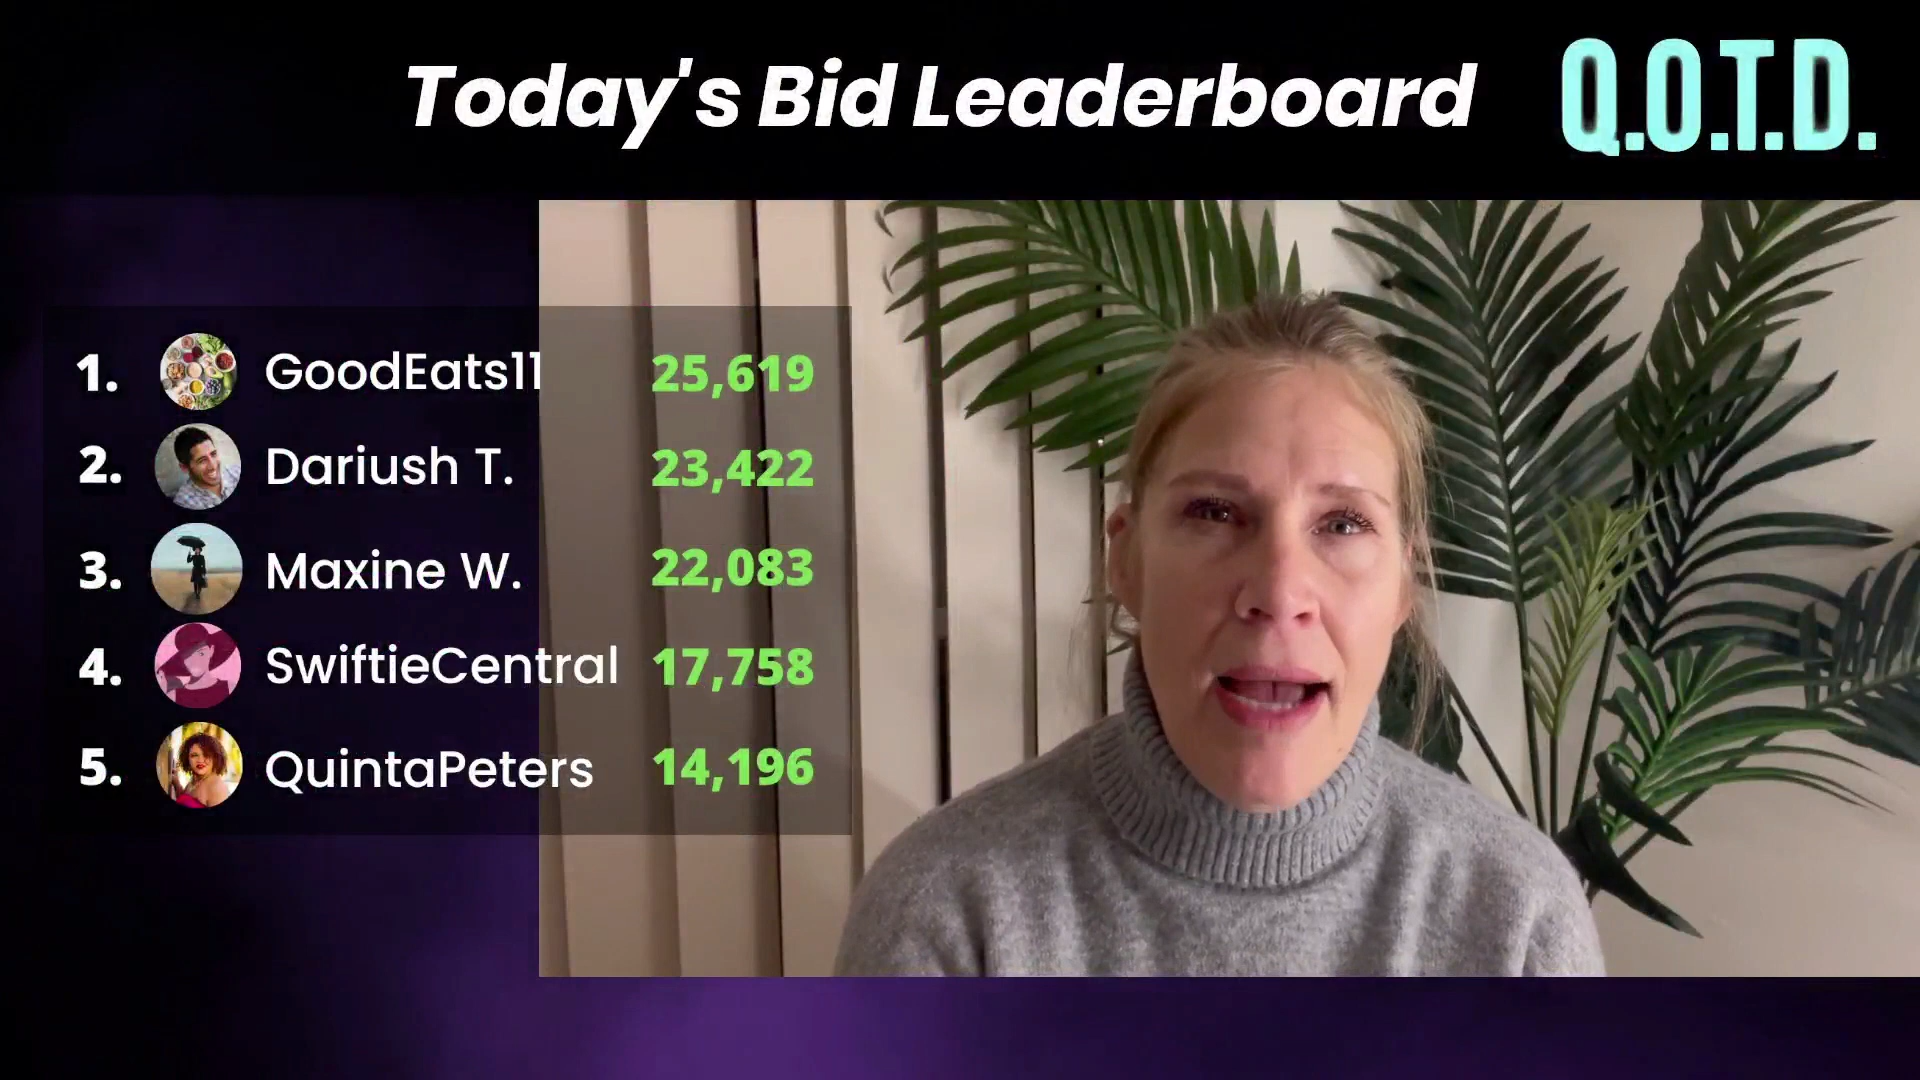 Today's Bid Leaderboard
Q.O.T.D.
1. GoodEats11 25,619
2. Dariush T. 23,422
3. Maxine W. 22,083
4. SwiftieCentral 17,758
5. QuintaPeters 14,196